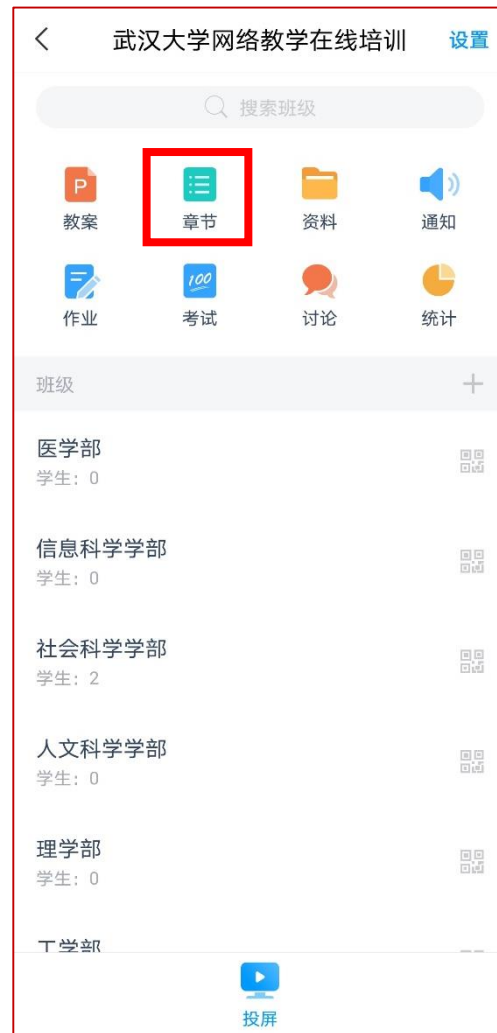 武汉大学网络教学在线培训 设置
搜索班级
P
教案 章节 资料 通知
100
作业 考试 讨论 统计
班级
医学部
学生: 0
信息科学学部
学生: 0
社会科学学部
学生: 2
人文科学学部
学生: 0
理学部
学生: 0
工学部
投屏